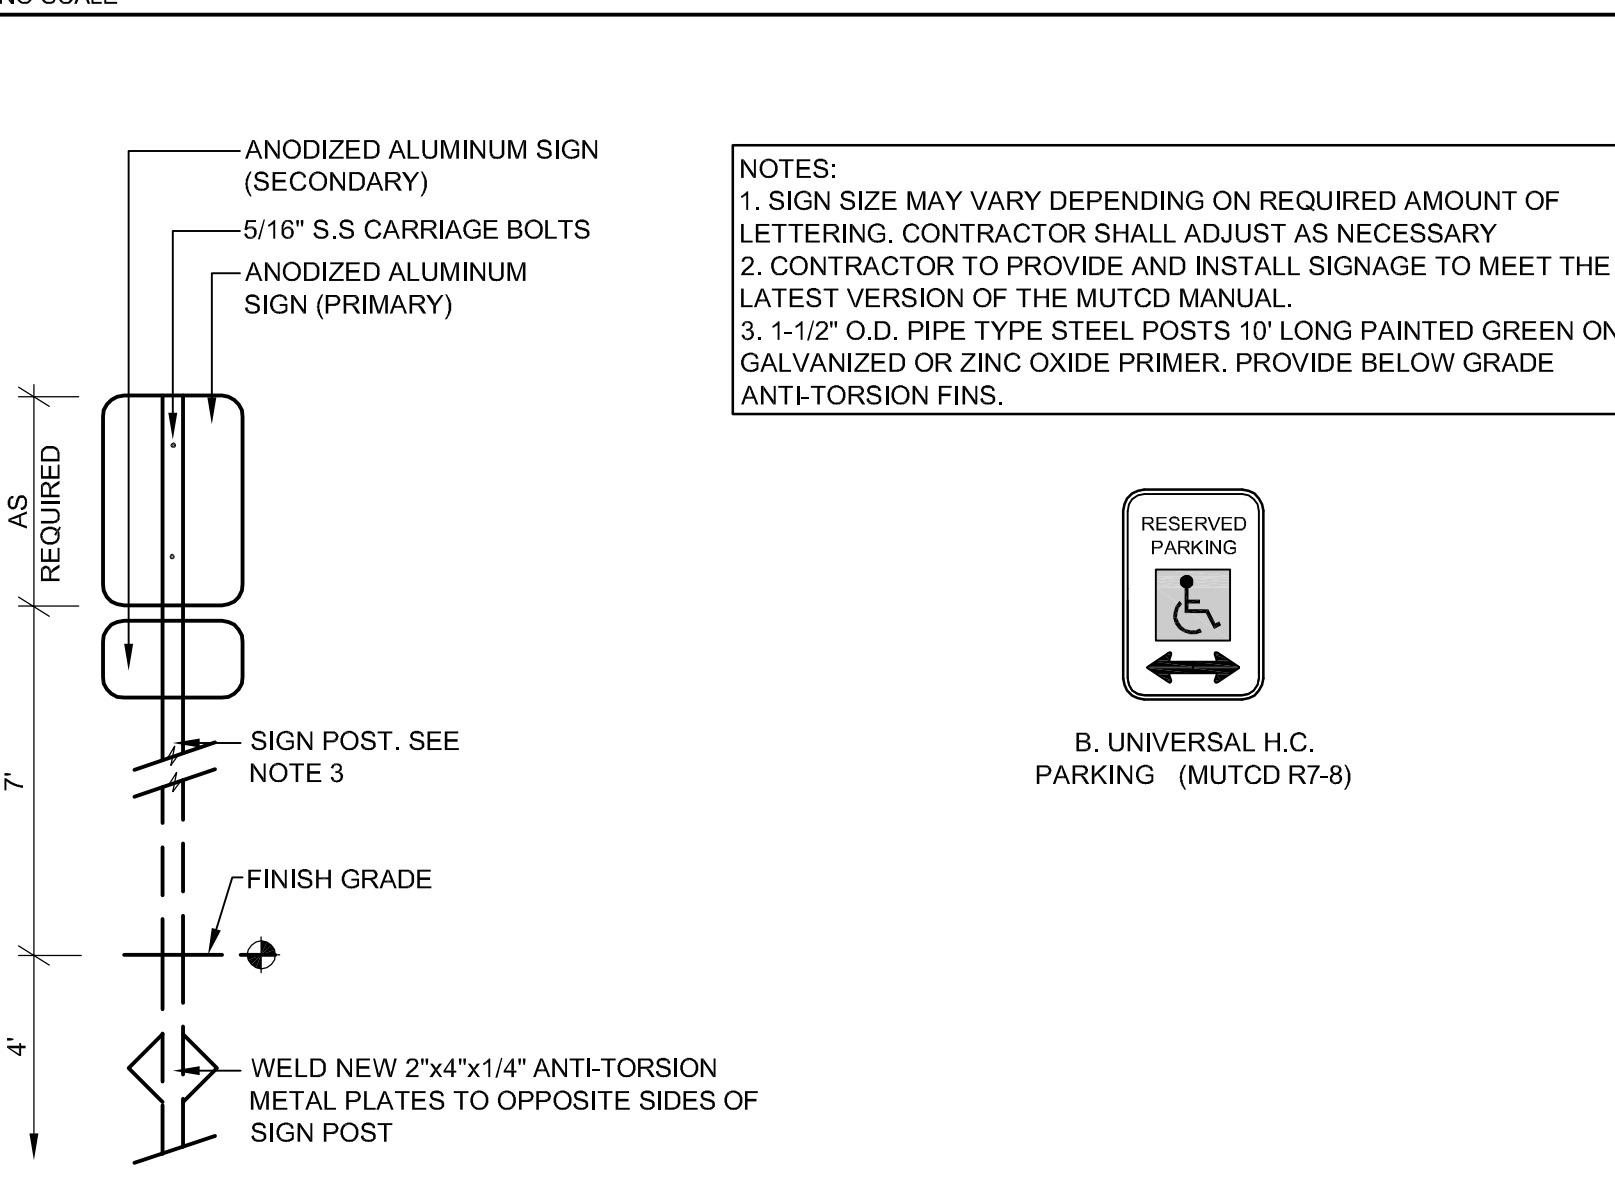 NO SCALE
ANODIZED ALUMINUM SIGN
(SECONDARY)
5/16" S.S CARRIAGE BOLTS
ANODIZED ALUMINUM
SIGN (PRIMARY)
NOTES:
1. SIGN SIZE MAY VARY DEPENDING ON REQUIRED AMOUNT OF
LETTERING. CONTRACTOR SHALL ADJUST AS NECESSARY
2. CONTRACTOR TO PROVIDE AND INSTALL SIGNAGE TO MEET THE
LATEST VERSION OF THE MUTCD MANUAL.
3. 1-1/2" O.D. PIPE TYPE STEEL POSTS 10' LONG PAINTED GREEN ON
GALVANIZED OR ZINC OXIDE PRIMER. PROVIDE BELOW GRADE
ANTI-TORSION FINS.
AS
REQUIRED
RESERVED
PARKING
B. UNIVERSAL H.C.
PARKING (MUTCD R7-8)
SIGN POST. SEE
NOTE 3
7'
FINISH GRADE
4'
WELD NEW 2"x4"x1/4" ANTI-TORSION
METAL PLATES TO OPPOSITE SIDES OF
SIGN POST